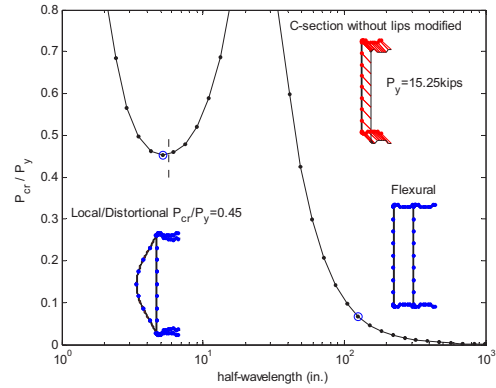 C-section without lips modified
P_y=15.25kips
Flexural
Local/Distortional P_cr/P_y=0.45
P_cr / P_y
0.8
0.7
0.6
0.5
0.4
0.3
0.2
0.1
0
10^0
10^1
10^2
10^3
half-wavelength (in.)